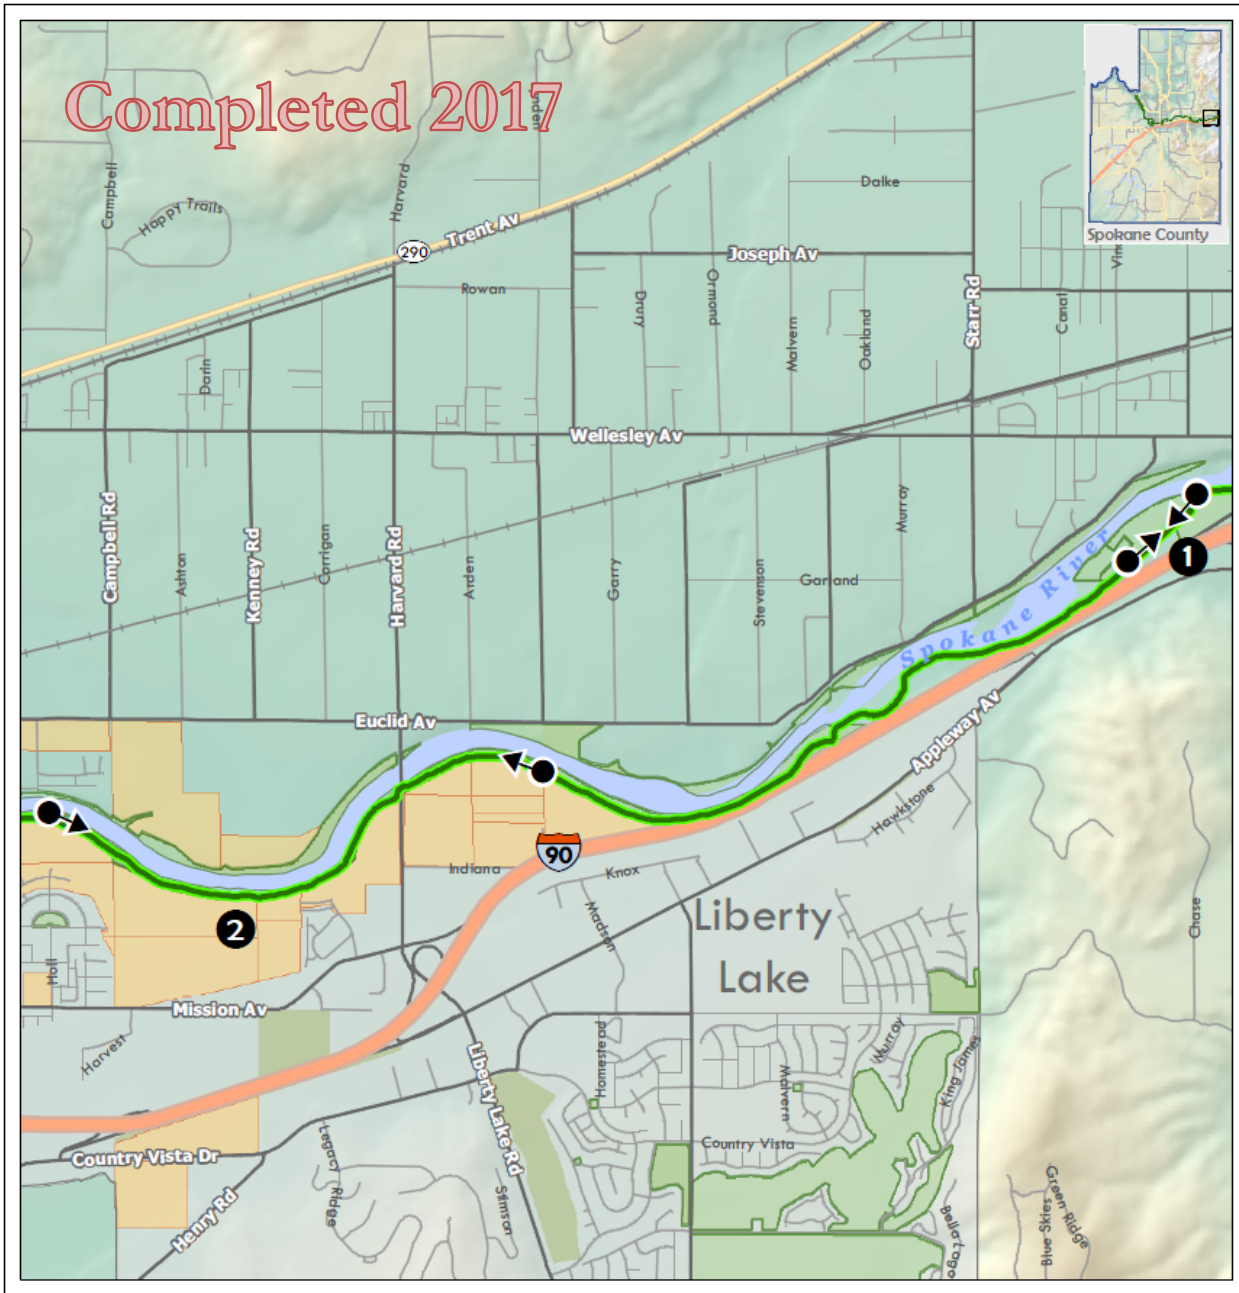 Completed 2017
Spokane County
Campbell
Happy Trails
Harvard
290
Trent Av
Dalke
Joseph Av
Rowan
Drury
Ormond
Malvern
Oakland
Starr Rd
Canal
Darin
Wellesley Av
Campbell Rd
Ashton
Kenney Rd
Corrigan
Harvard Rd
Arden
Garry
Stevenson
Garland
Murray
Spokane River
1
Euclid Av
Appleway Av
Hawkstone
90
Indiana
Knox
Madson
Liberty
Lake
Chase
2
Holl
Mission Av
Harvest
Liberty Lake Rd
Homestead
Malvern
Murray
King James
Country Vista
Country Vista Dr
Henry Rd
Legacy Ridge
Stimson
Bella Lago
Blue Skies
Green Ridge